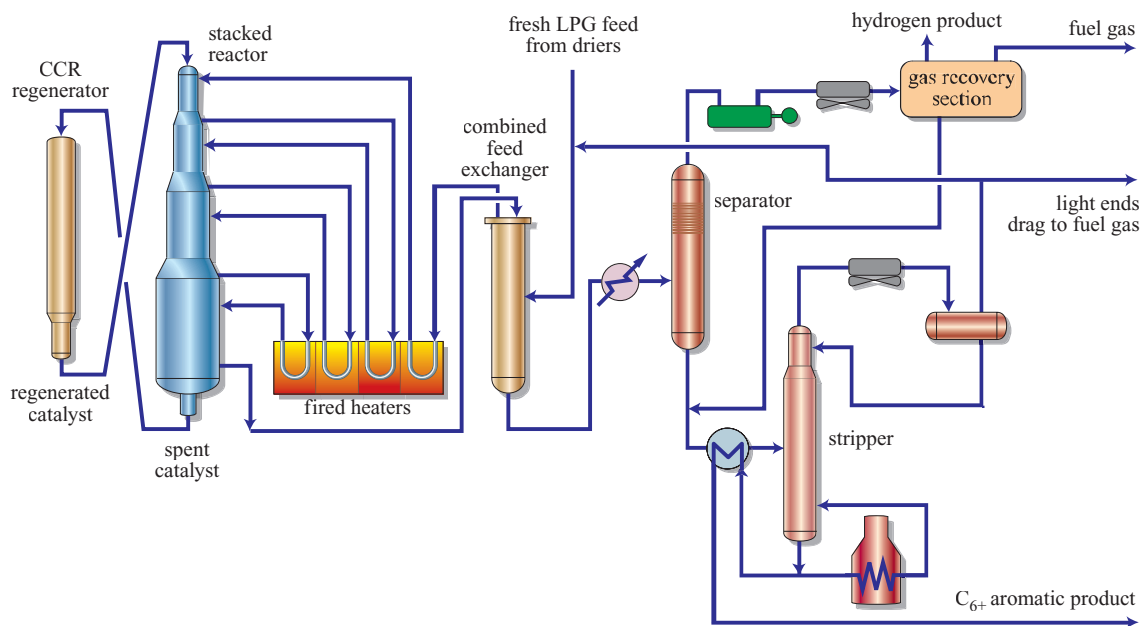 stacked
reactor
CCR
regenerator
regenerated
catalyst
spent
catalyst
fired heaters
fresh LPG feed
from driers
combined
feed
exchanger
separator
hydrogen product
fuel gas
gas recovery
section
light ends
drag to fuel gas
stripper
C6+ aromatic product